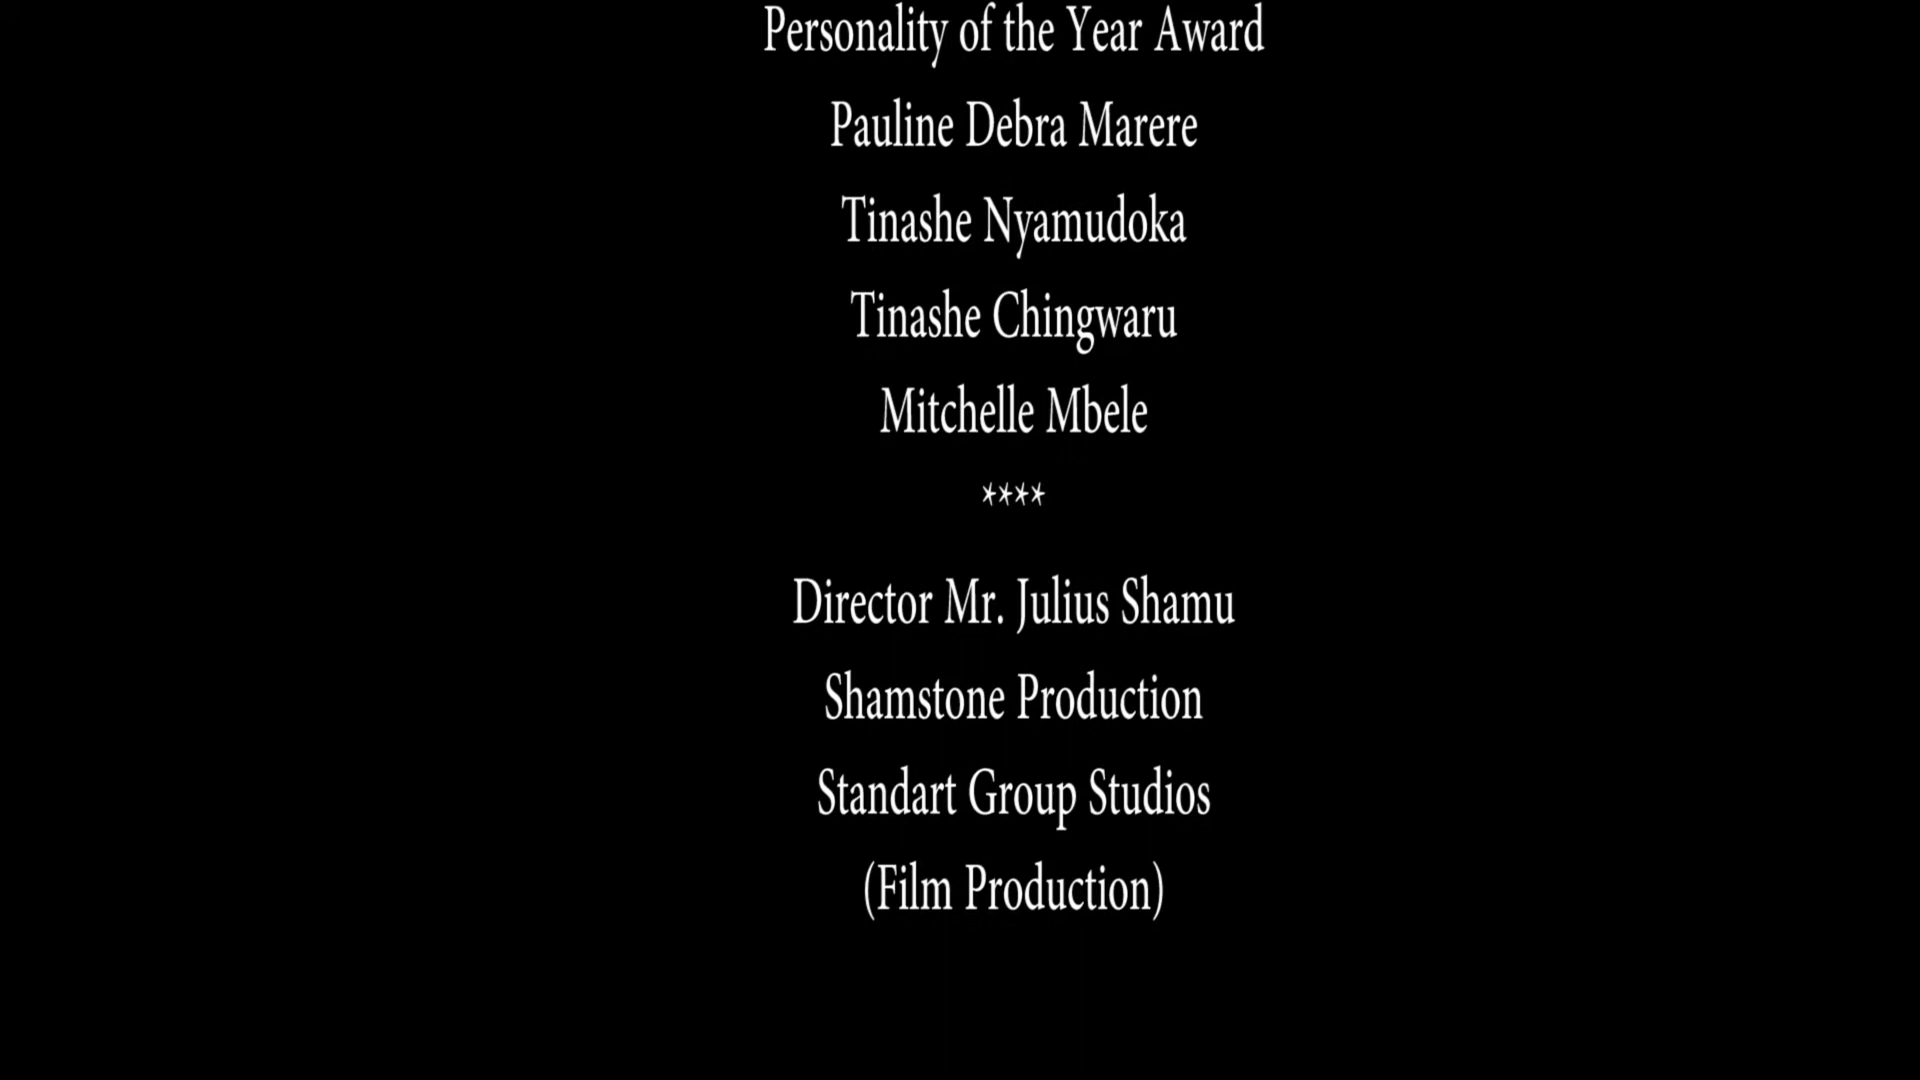 Personality of the Year Award
Pauline Debra Marere
Tinashe Nyamudoka
Tinashe Chingwaru
Mitchelle Mbele
****
Director Mr. Julius Shamu
Shamstone Production
Standart Group Studios
(Film Production)